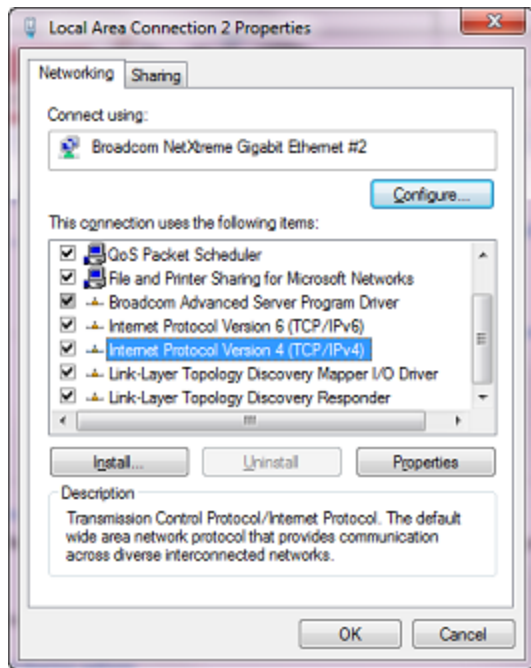 Local Area Connection 2 Properties
Networking Sharing
Connect using:
Broadcom NetXtreme Gigabit Ethernet #2
Configure...
This connection uses the following items:
QoS Packet Scheduler
File and Printer Sharing for Microsoft Networks
Broadcom Advanced Server Program Driver
Internet Protocol Version 6 (TCP/IPv6)
Internet Protocol Version 4 (TCP/IPv4)
Link-Layer Topology Discovery Mapper I/O Driver
Link-Layer Topology Discovery Responder
Install... Uninstall Properties
Description
Transmission Control Protocol/Internet Protocol. The default
wide area network protocol that provides communication
across diverse interconnected networks.
OK Cancel